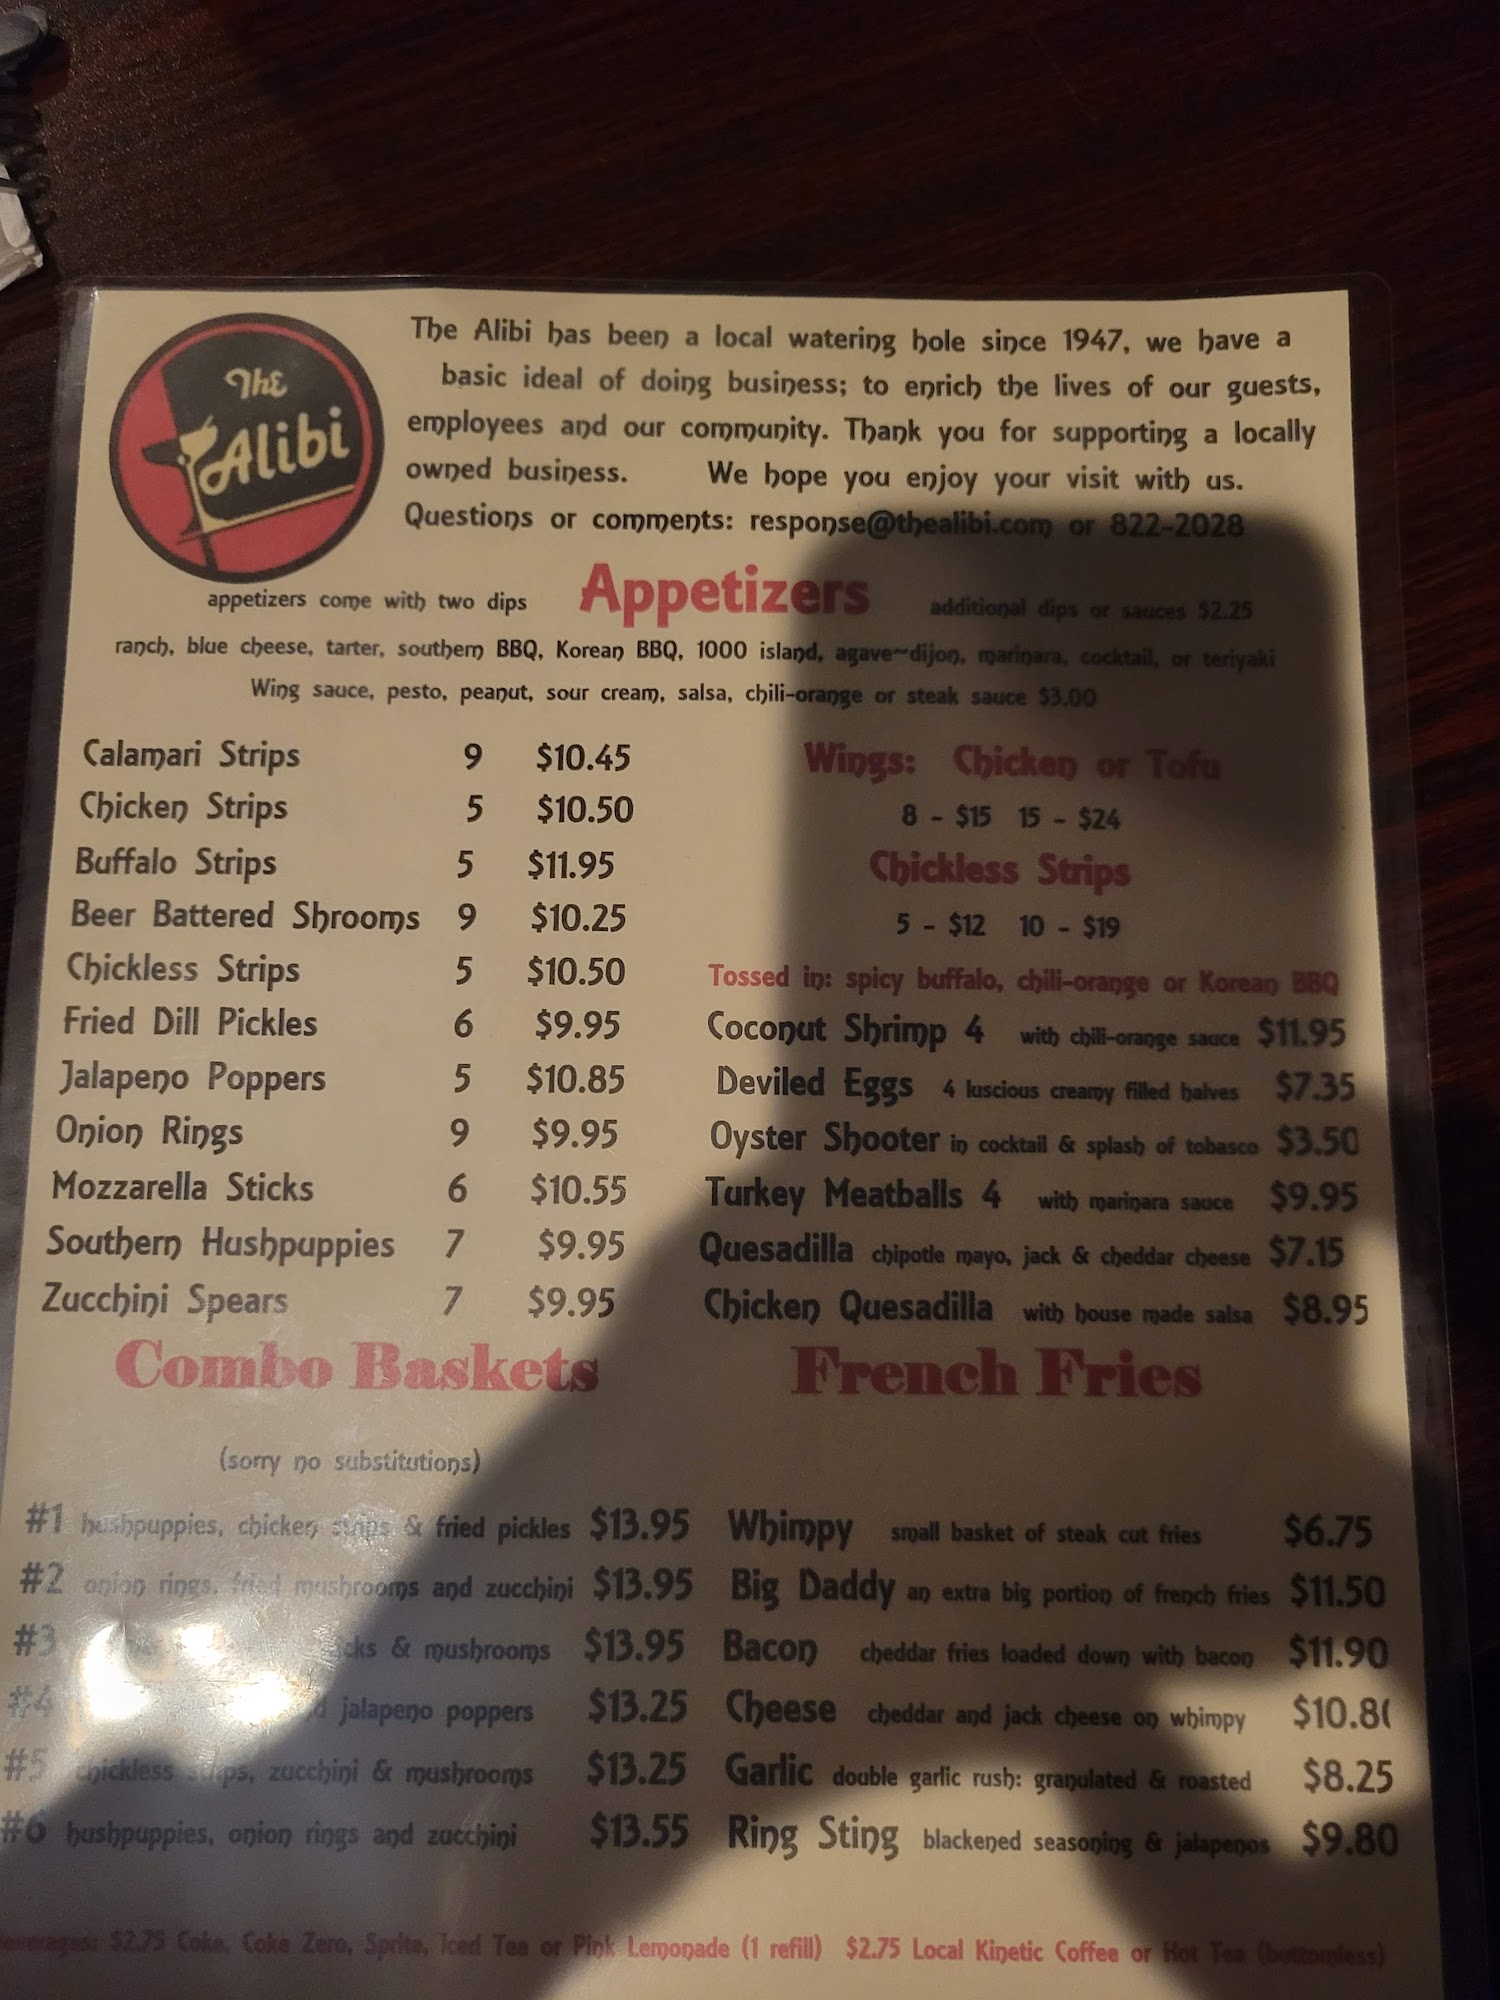 The Alibi
The Alibi has been a local watering hole since 1947, we have a
basic ideal of doing business; to enrich the lives of our guests,
employees and our community. Thank you for supporting a locally
owned business. We hope you enjoy your visit with us.
Questions or comments: response@thealibi.com or 822-2028
appetizers come with two dips Appetizers additional dips or sauces $2.25
ranch, blue cheese, tarter, southern BBQ, Korean BBQ, 1000 island, agave~dijon, marinara, cocktail, or teriyaki
Wing sauce, pesto, peanut, sour cream, salsa, chili-orange or steak sauce $3.00
Calamari Strips 9 $10.45
Chicken Strips 5 $10.50
Buffalo Strips 5 $11.95
Beer Battered Shrooms 9 $10.25
Chickless Strips 5 $10.50
Fried Dill Pickles 6 $9.95
Jalapeno Poppers 5 $10.85
Onion Rings 9 $9.95
Mozzarella Sticks 6 $10.55
Southern Hushpuppies 7 $9.95
Zucchini Spears 7 $9.95
Wings: Chicken or Tofu
8 - $15 15 - $24
Chickless Strips
5 - $12 10 - $19
Tossed in: spicy buffalo, chili-orange or Korean BBQ
Coconut Shrimp 4 with chili-orange sauce $11.95
Deviled Eggs 4 luscious creamy filled halves $7.35
Oyster Shooter in cocktail & splash of tobasco $3.50
Turkey Meatballs 4 with marinara sauce $9.95
Quesadilla chipotle mayo, jack & cheddar cheese $7.15
Chicken Quesadilla with house made salsa $8.95
Combo Baskets
(sorry no substitutions)
#1 hushpuppies, chicken strips & fried pickles $13.95
#2 onion rings, fried mushrooms and zucchini $13.95
#3 & mushrooms $13.95
#4 jalapeno poppers $13.25
#5 chickless strips, zucchini & mushrooms $13.25
#6 hushpuppies, onion rings and zucchini $13.55
French Fries
Whimpy small basket of steak cut fries $6.75
Big Daddy an extra big portion of french fries $11.50
Bacon cheddar fries loaded down with bacon $11.90
Cheese cheddar and jack cheese on whimpy
Garlic double garlic rush: granulated & roasted $8.25
Ring Sting blackened seasoning & jalapenos $9.80
Beverages: $2.75 Coke, Coke Zero, Sprite, Iced Tea or Pink Lemonade (1 refill) $2.75 Local Kinetic Coffee or Hot Tea (bottomless)